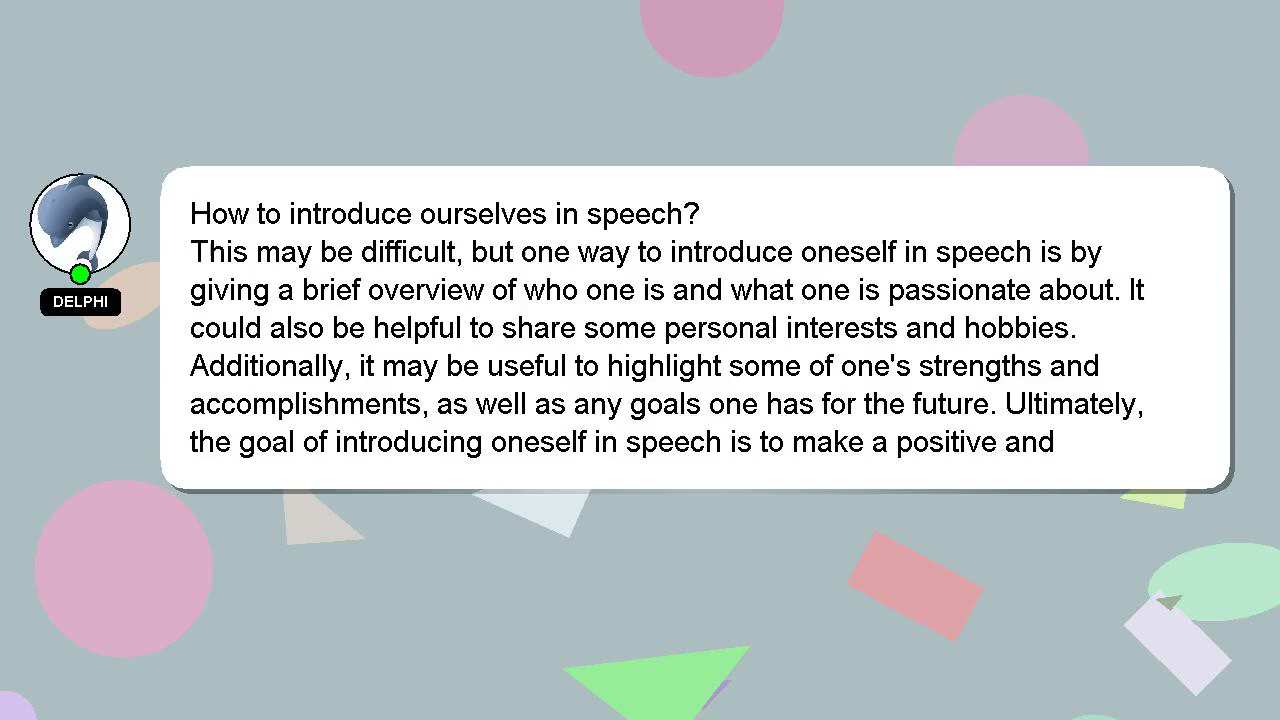 How to introduce ourselves in speech?
This may be difficult, but one way to introduce oneself in speech is by
giving a brief overview of who one is and what one is passionate about. It
could also be helpful to share some personal interests and hobbies.
Additionally, it may be useful to highlight some of one's strengths and
accomplishments, as well as any goals one has for the future. Ultimately,
the goal of introducing oneself in speech is to make a positive and
DELPHI